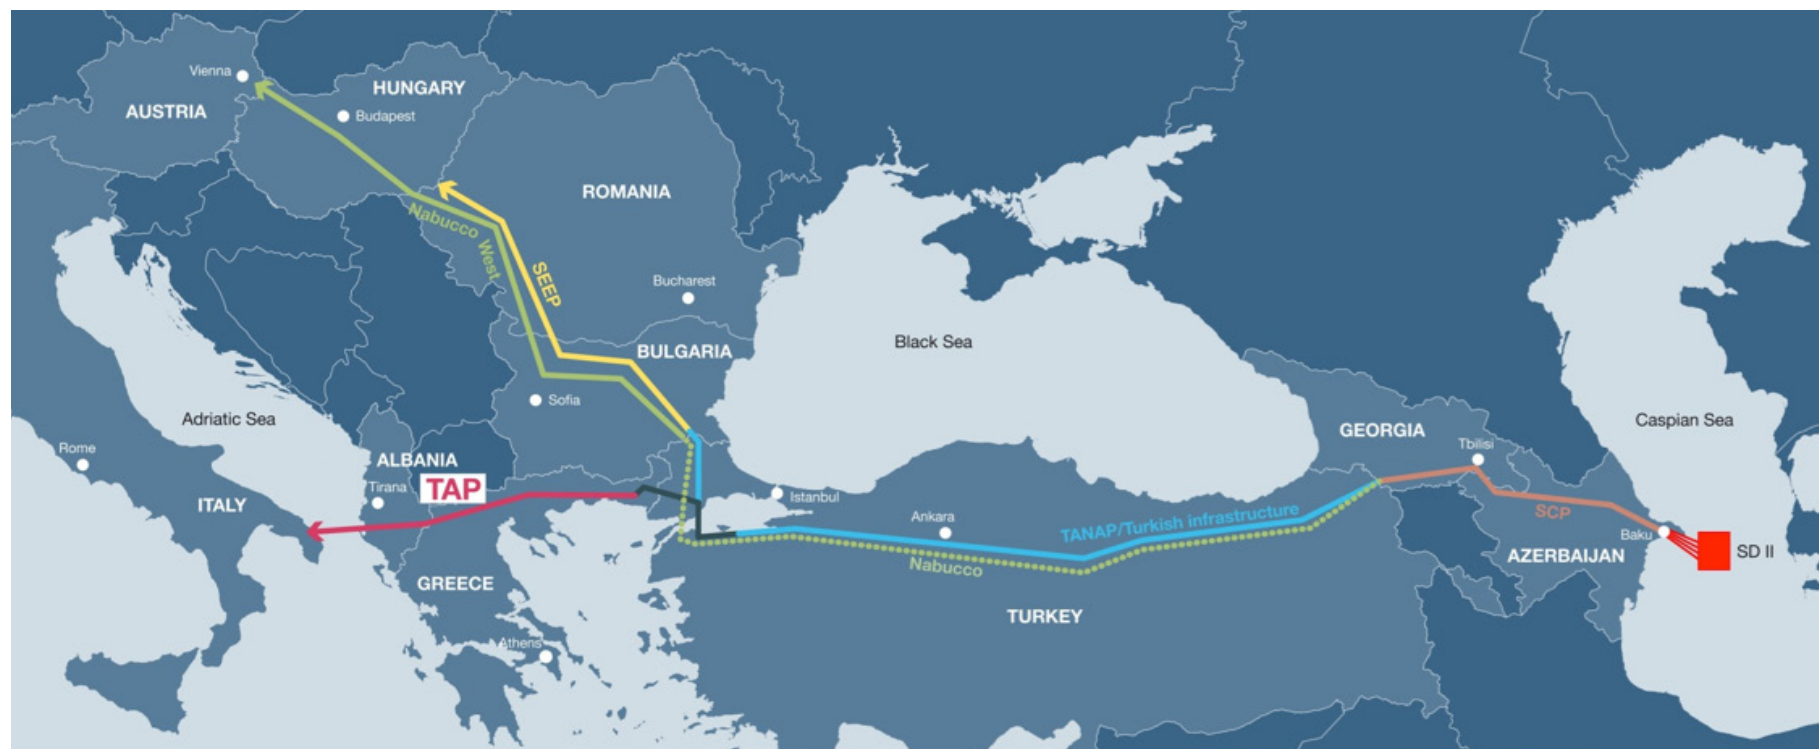 Vienna
HUNGARY
AUSTRIA
Budapest
ROMANIA
Nabucco West
SEEP
Bucharest
Black Sea
BULGARIA
Sofia
Adriatic Sea
Caspian Sea
GEORGIA
Tbilisi
Rome
ALBANIA
TAP
Tirana
ITALY
Istanbul
Ankara
TANAP/Turkish infrastructure
SCP
Baku
SD II
AZERBAIJAN
Nabucco
GREECE
TURKEY
Athens